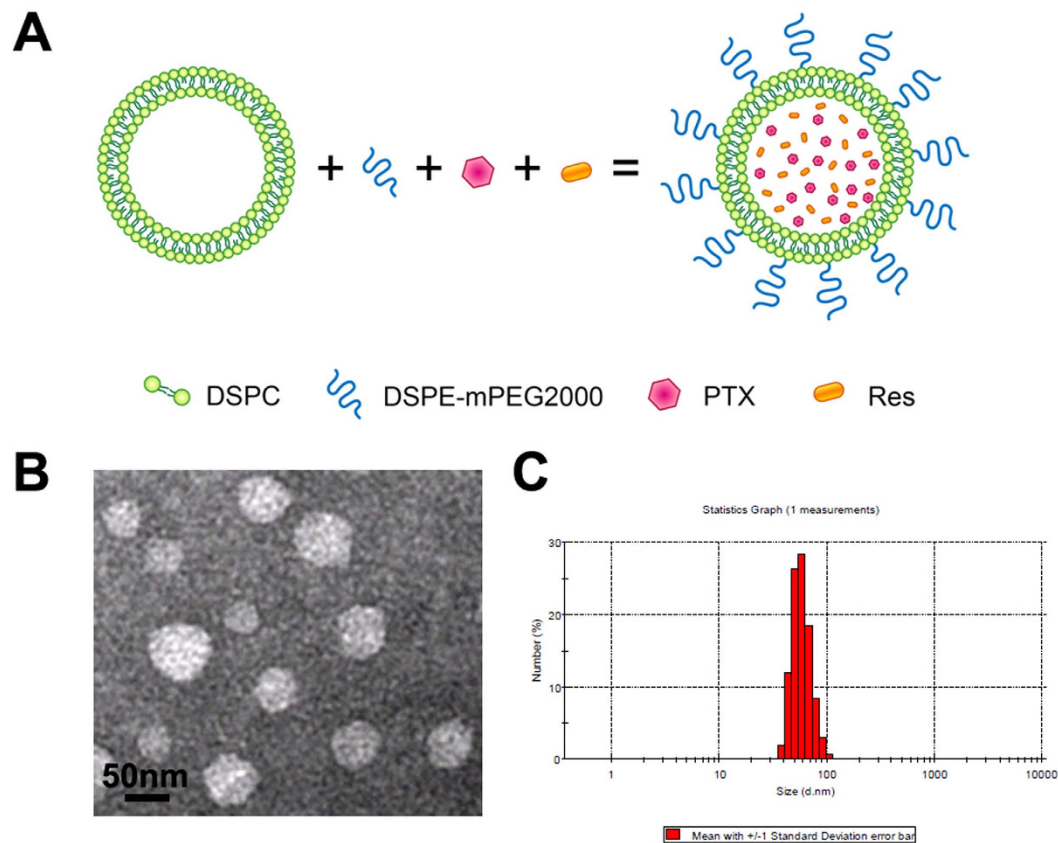 A
+ + + =
DSPC DSPE-mPEG2000 PTX Res
B
50nm
C
Statistics Graph (1 measurements)
Number (%)
30
20
10
0
1 10 100 1000 10000
Size (d.nm)
Mean with +/-1 Standard Deviation error bar